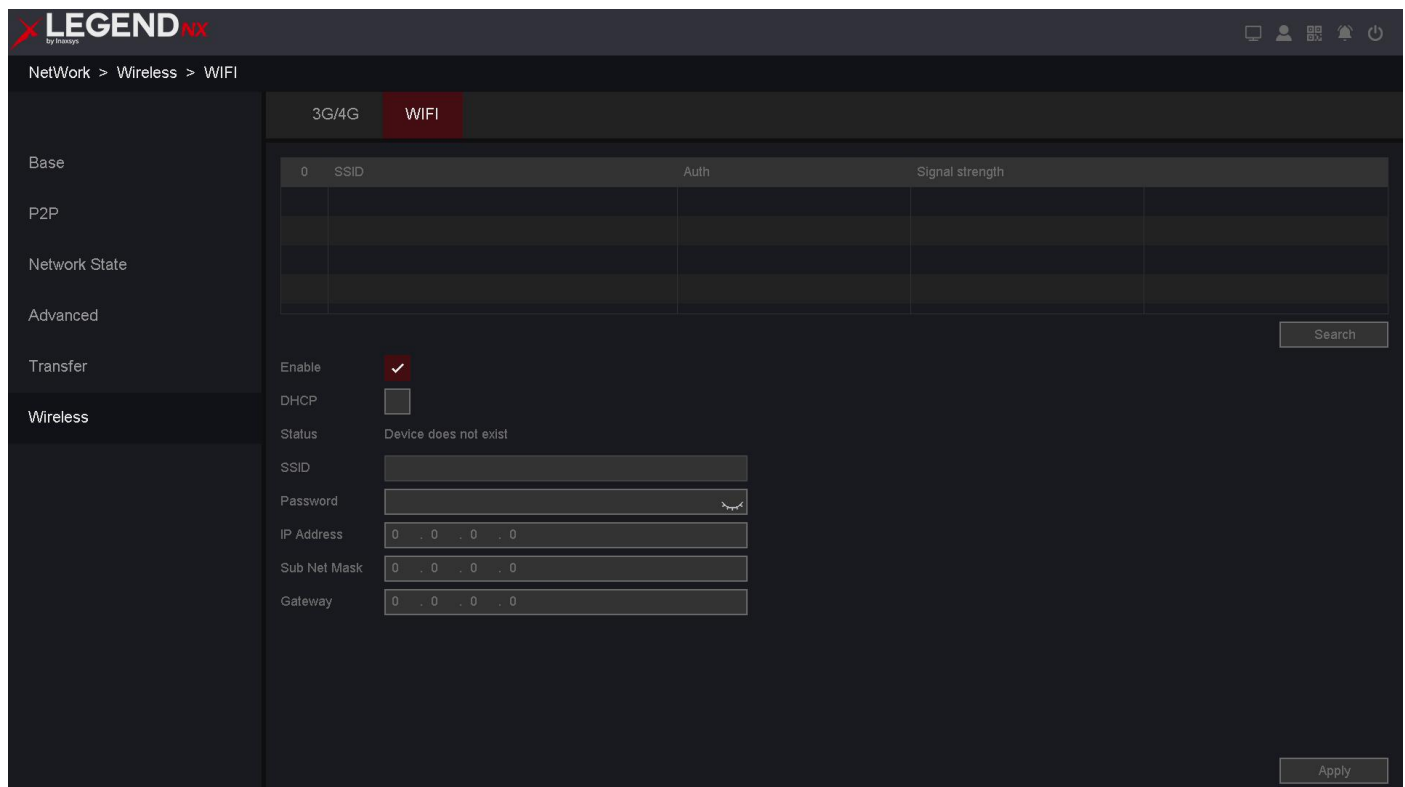 XLEGENDNX
by Inaxsys
NetWork > Wireless > WIFI
3G/4G WIFI
Base
P2P
Network State
Advanced
Transfer
Wireless
0 SSID Auth Signal strength
Search
Enable
DHCP
Status Device does not exist
SSID
Password
IP Address 0 . 0 . 0 . 0
Sub Net Mask 0 . 0 . 0 . 0
Gateway 0 . 0 . 0 . 0
Apply